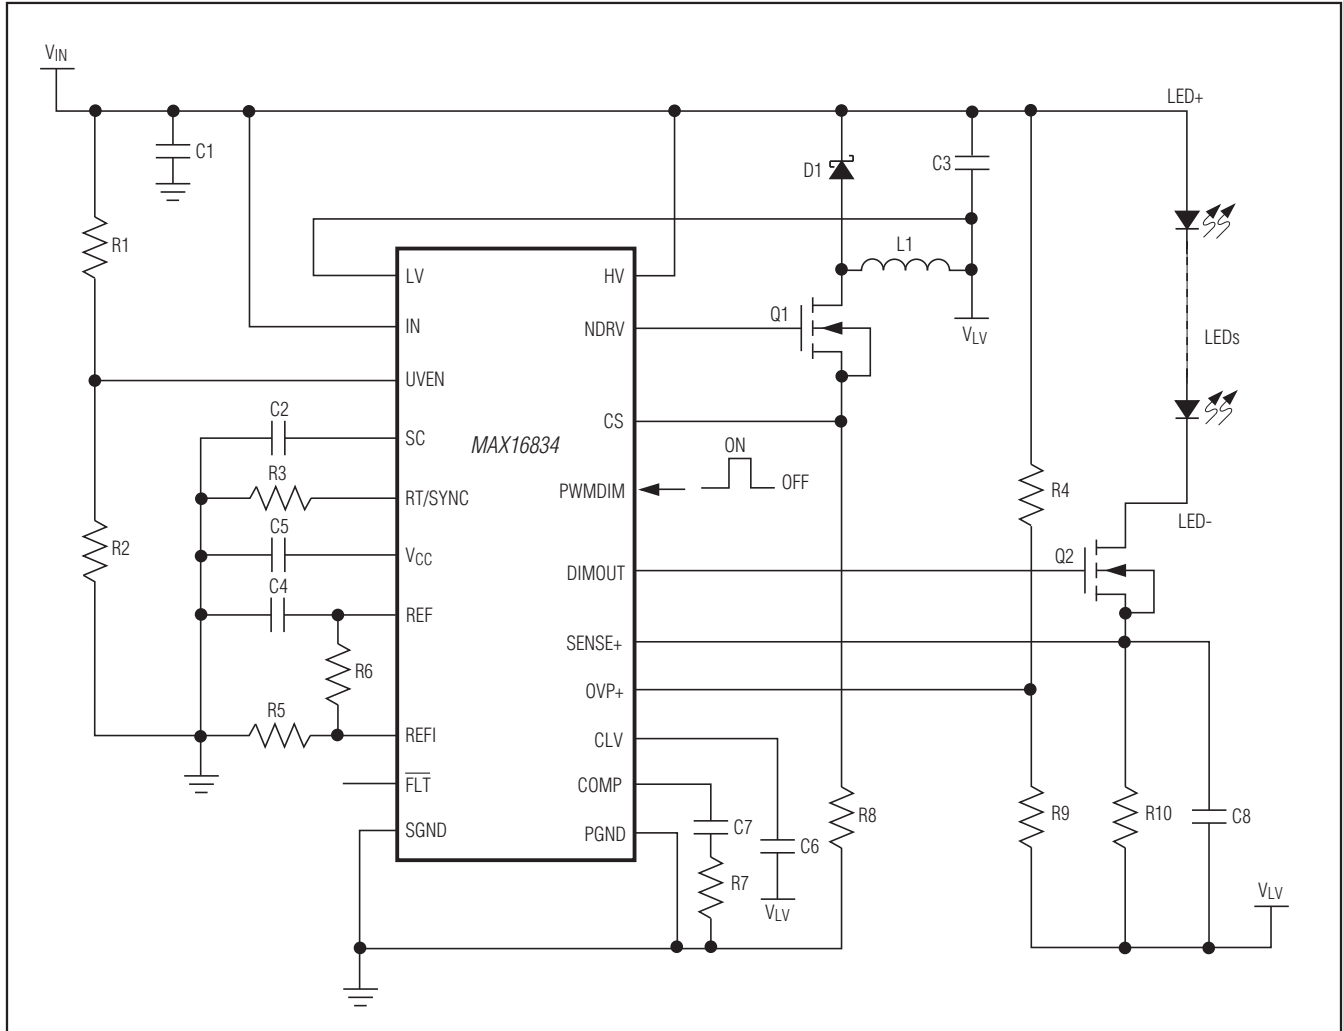 VIN
LED+
C1
D1
C3
R1
L1
LV
HV
IN
Q1
NDRV
VLV
LEDs
UVEN
C2
SC
CS
MAX16834
ON
OFF
R3
RT/SYNC
PWMDIM
R4
LED-
C5
VCC
R2
Q2
C4
DIMOUT
REF
SENSE+
R6
OVP+
R5
REFI
CLV
FLT
COMP
R8
R9
R10
C8
SGND
PGND
C7
C6
R7
VLV
VLV